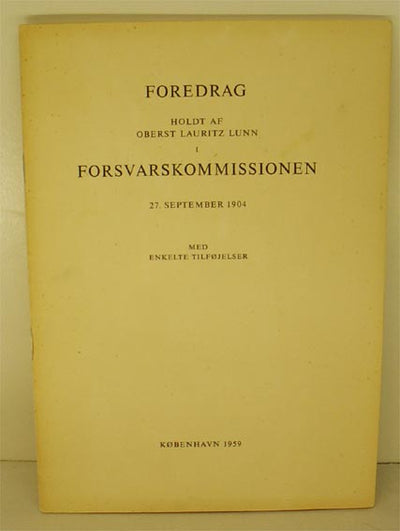 FOREDRAG
HOLDT AF
OBERST LAURITZ LUNN
I
FORSVARSKOMMISSIONEN
27. SEPTEMBER 1904
MED
ENKELTE TILFØJELSER
KØBENHAVN 1959